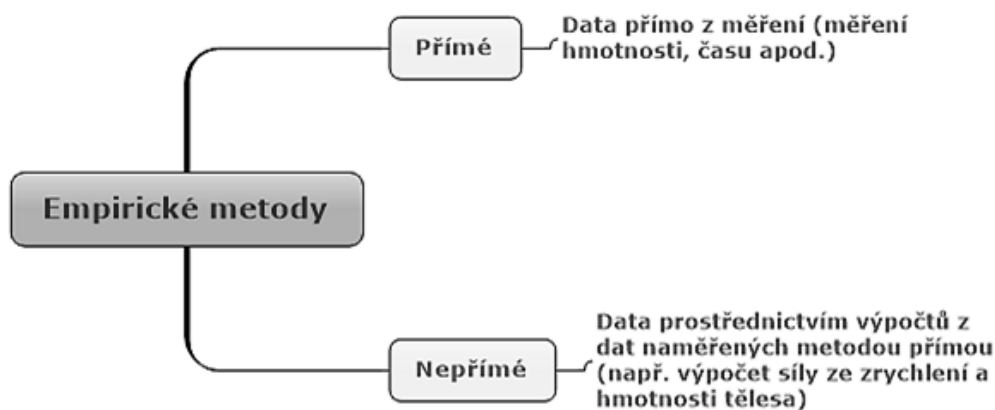 Přímé
Data přímo z měření (měření
hmotnosti, času apod.)
Empirické metody
Nepřímé
Data prostřednictvím výpočtů z
dat naměřených metodou přímou
(např. výpočet síly ze zrychlení a
hmotnosti tělesa)